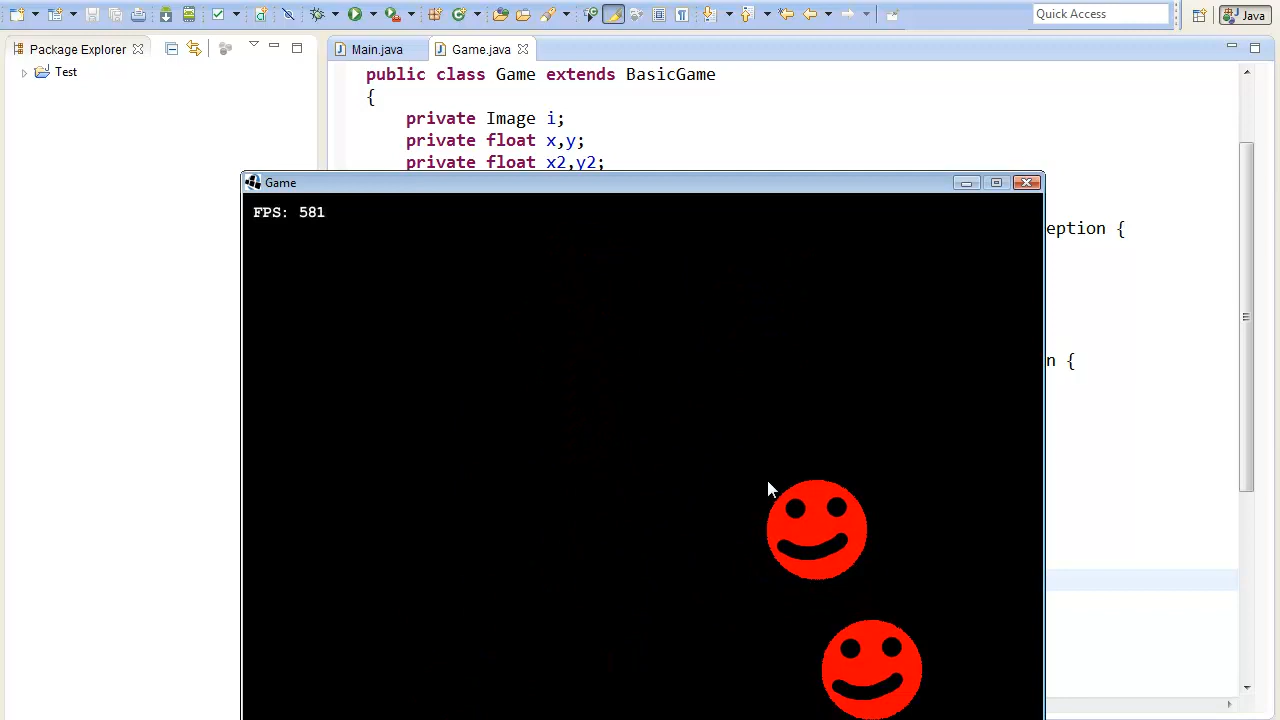 Quick Access
Java
Package Explorer
Main.java
Game.java
Test
public class Game extends BasicGame
{
private Image i;
private float x,y;
private float x2,y2;
Game
FPS: 581
eption {
n {